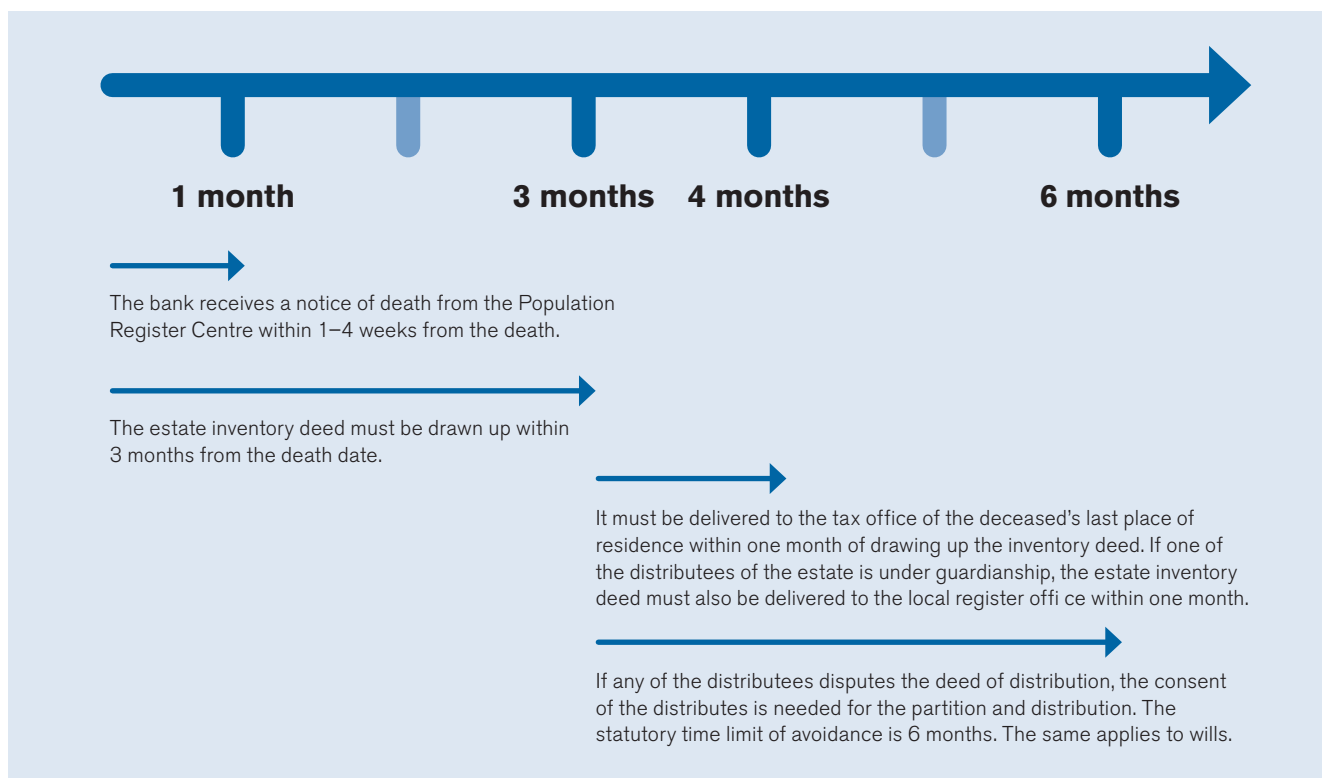 1 month
3 months
4 months
6 months
The bank receives a notice of death from the Population
Register Centre within 1–4 weeks from the death.
The estate inventory deed must be drawn up within
3 months from the death date.
It must be delivered to the tax office of the deceased’s last place of
residence within one month of drawing up the inventory deed. If one of
the distributees of the estate is under guardianship, the estate inventory
deed must also be delivered to the local register offi ce within one month.
If any of the distributees disputes the deed of distribution, the consent
of the distributes is needed for the partition and distribution. The
statutory time limit of avoidance is 6 months. The same applies to wills.